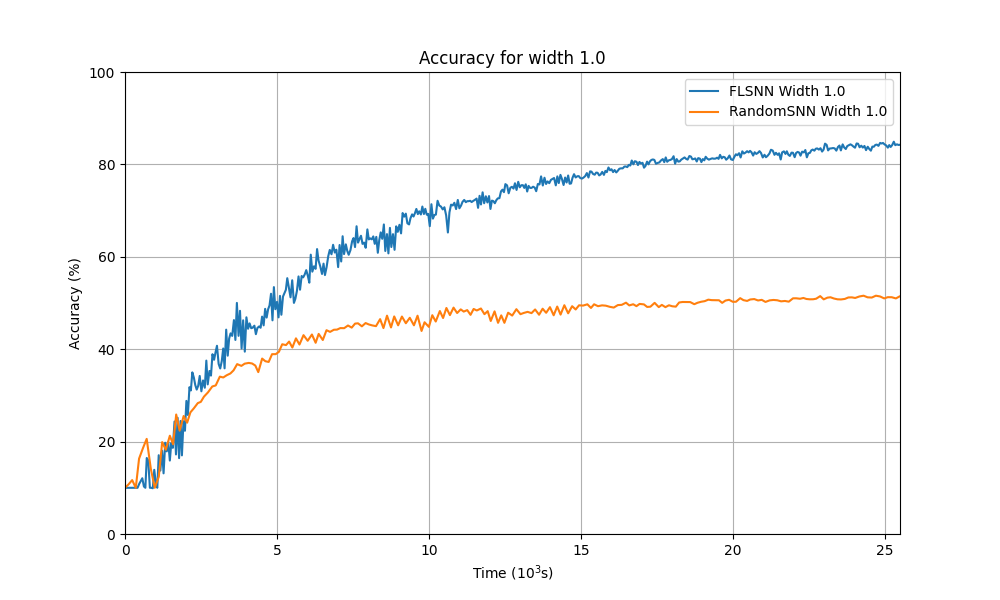 Accuracy for width 1.0
FLSNN Width 1.0
RandomSNN Width 1.0
Accuracy (%)
100
80
60
40
20
0
0 5 10 15 20 25
Time (10³s)